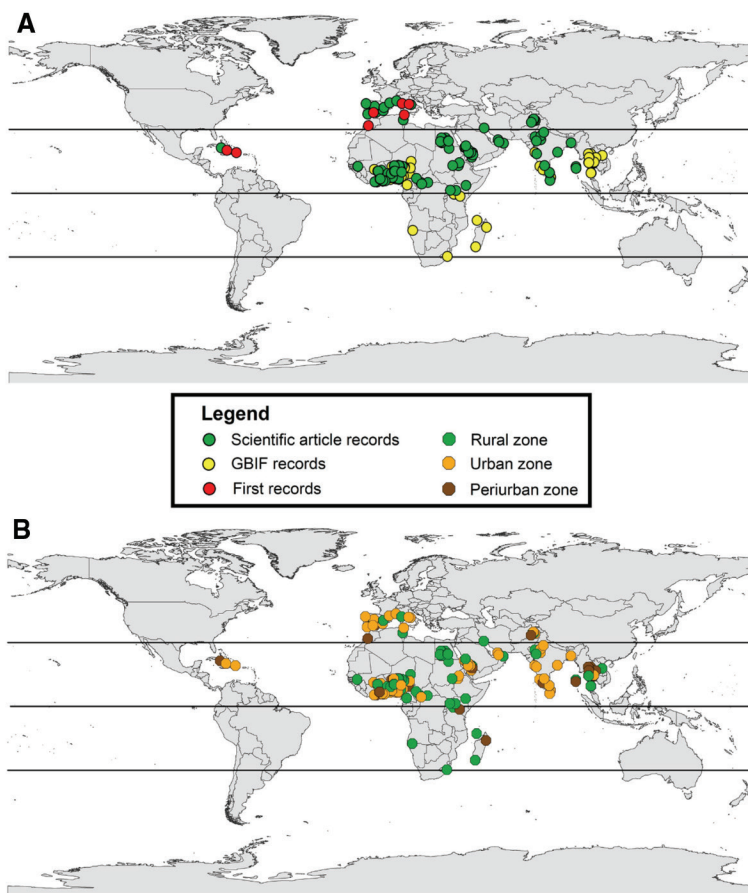 A
Legend
Scientific article records
GBIF records
First records
Rural zone
Urban zone
Periurban zone
B